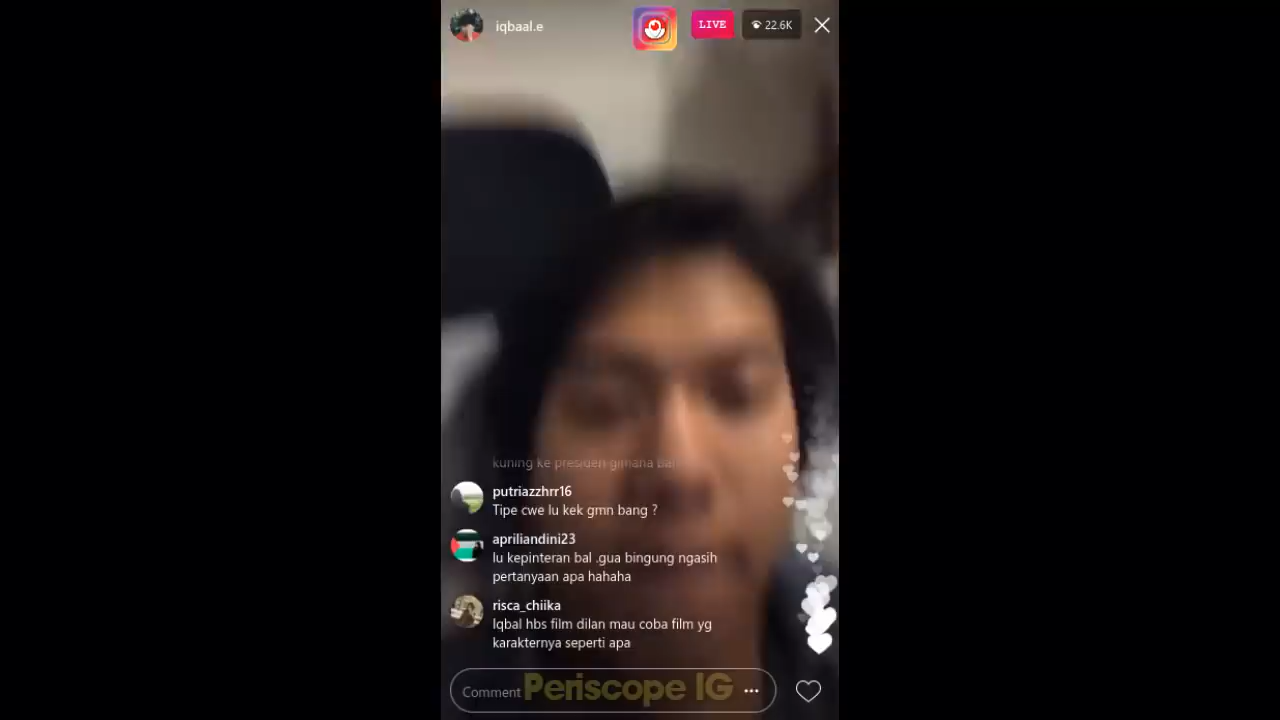 iqbaal.e
LIVE
22.6K
kuning ke presiden gimana Bal
putriazzhrr16
Tipe cwe lu kek gmn bang ?
apriliandini23
lu kepinteran bal .gua bingung ngasih
pertanyaan apa hahaha
risca_chiika
Iqbal hbs film dilan mau coba film yg
karakternya seperti apa
Comment
Periscope IG